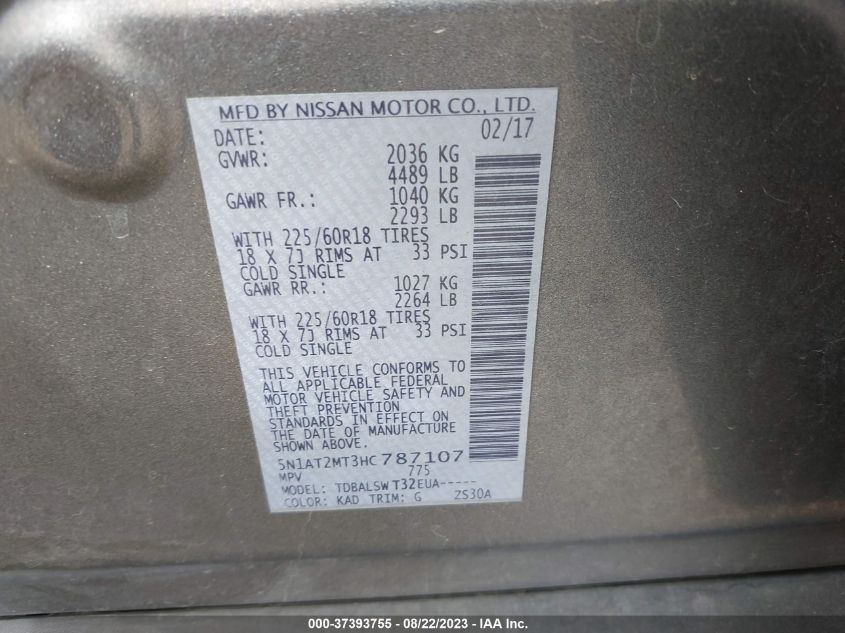 MFD BY NISSAN MOTOR CO., LTD.
DATE: 02/17
GVWR: 2036 KG
4489 LB
GAWR FR.: 1040 KG
2293 LB
WITH 225/60R18 TIRES
18 X 7J RIMS AT 33 PSI
COLD SINGLE
GAWR RR.: 1027 KG
2264 LB
WITH 225/60R18 TIRES
18 X 7J RIMS AT 33 PSI
COLD SINGLE
THIS VEHICLE CONFORMS TO
ALL APPLICABLE FEDERAL
MOTOR VEHICLE SAFETY AND
THEFT PREVENTION
STANDARDS IN EFFECT ON
THE DATE OF MANUFACTURE
SHOWN ABOVE.
5N1AT2MT3HC787107
MPV 775
MODEL: TDBALSWT32EUA-----
COLOR: KAD TRIM: G ZS30A
000-37393755 - 08/22/2023 - IAA Inc.